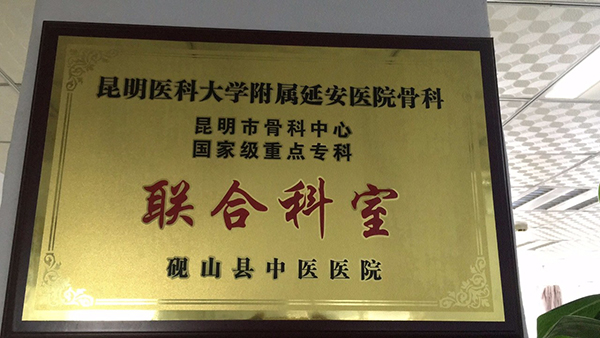 昆明医科大学附属延安医院骨科
昆明市骨科中心
国家级重点专科
联合科室
砚山县中医医院